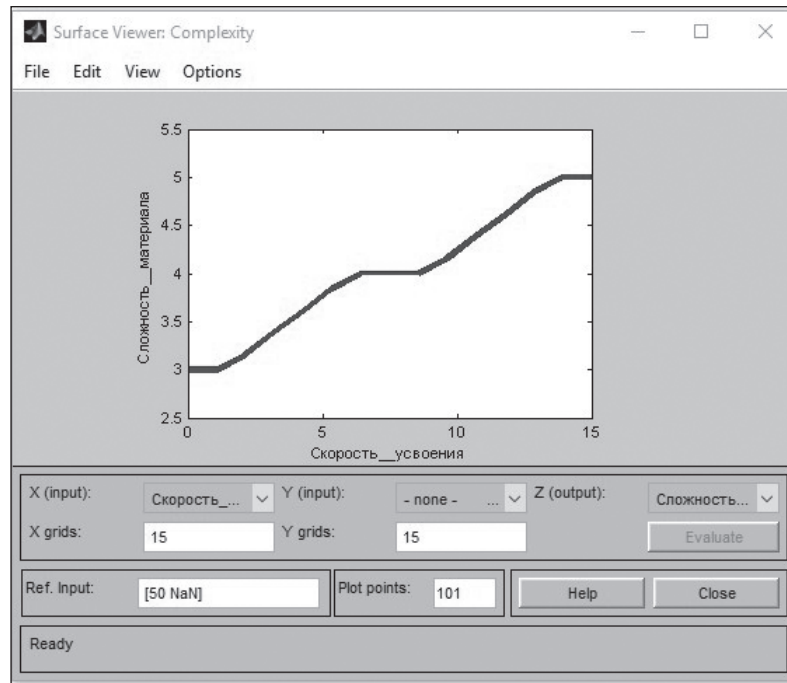 Surface Viewer: Complexity
File Edit View Options
5.5
5
4.5
4
3.5
3
2.5
Сложность__материала
0 5 10 15
Скорость__усвоения
X (input): Скорость_... Y (input): - none - ... Z (output): Сложность...
X grids: 15 Y grids: 15 Evaluate
Ref. Input: [50 NaN] Plot points: 101 Help Close
Ready